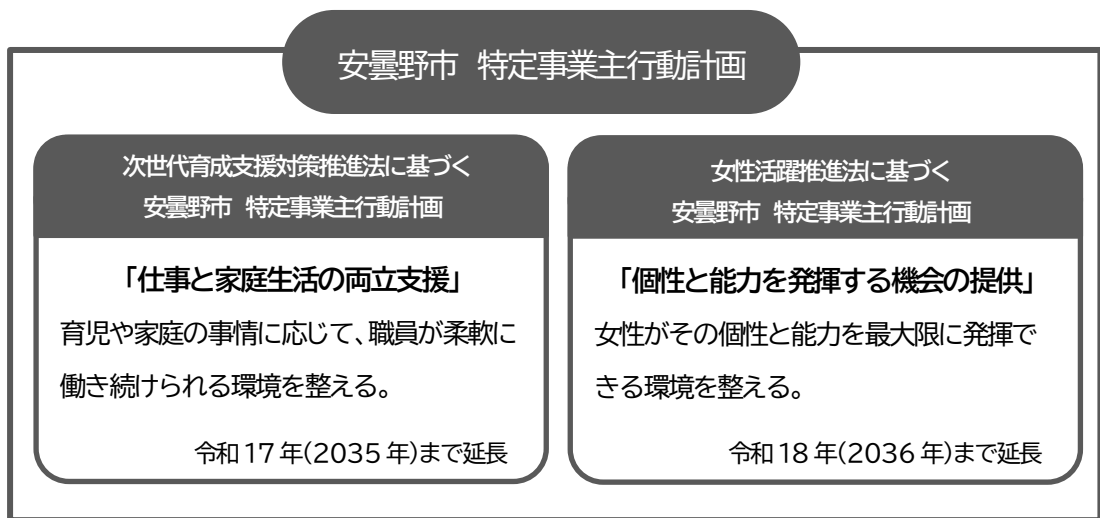 安曇野市 特定事業主行動計画
次世代育成支援対策推進法に基づく
安曇野市 特定事業主行動計画
「仕事と家庭生活の両立支援」
育児や家庭の事情に応じて、職員が柔軟に
働き続けられる環境を整える。
令和17年(2035年)まで延長
女性活躍推進法に基づく
安曇野市 特定事業主行動計画
「個性と能力を発揮する機会の提供」
女性がその個性と能力を最大限に発揮で
きる環境を整える。
令和18年(2036年)まで延長